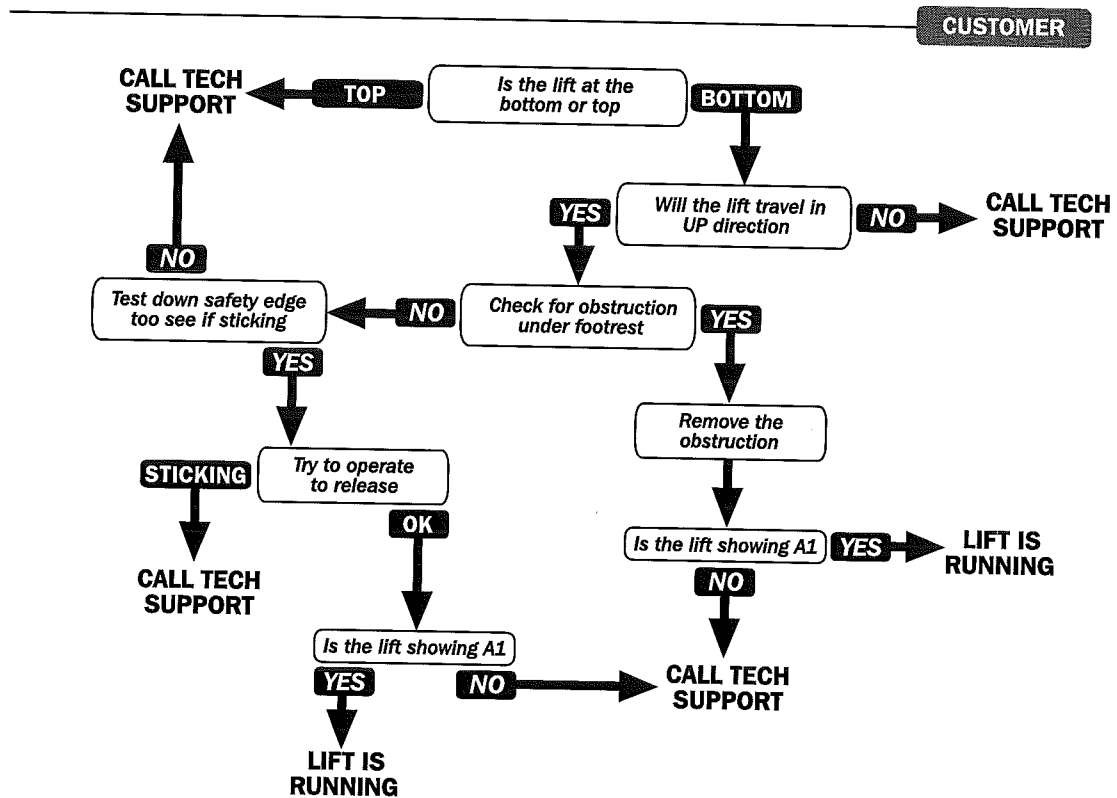 CUSTOMER
CALL TECH
SUPPORT
TOP
Is the lift at the
bottom or top
BOTTOM
YES
Will the lift travel in
UP direction
NO
CALL TECH
SUPPORT
NO
Test down safety edge
too see if sticking
NO
Check for obstruction
under footrest
YES
YES
Remove the
obstruction
STICKING
Try to operate
to release
OK
Is the lift showing A1
YES
LIFT IS
RUNNING
NO
CALL TECH
SUPPORT
Is the lift showing A1
YES
NO
CALL TECH
SUPPORT
LIFT IS
RUNNING